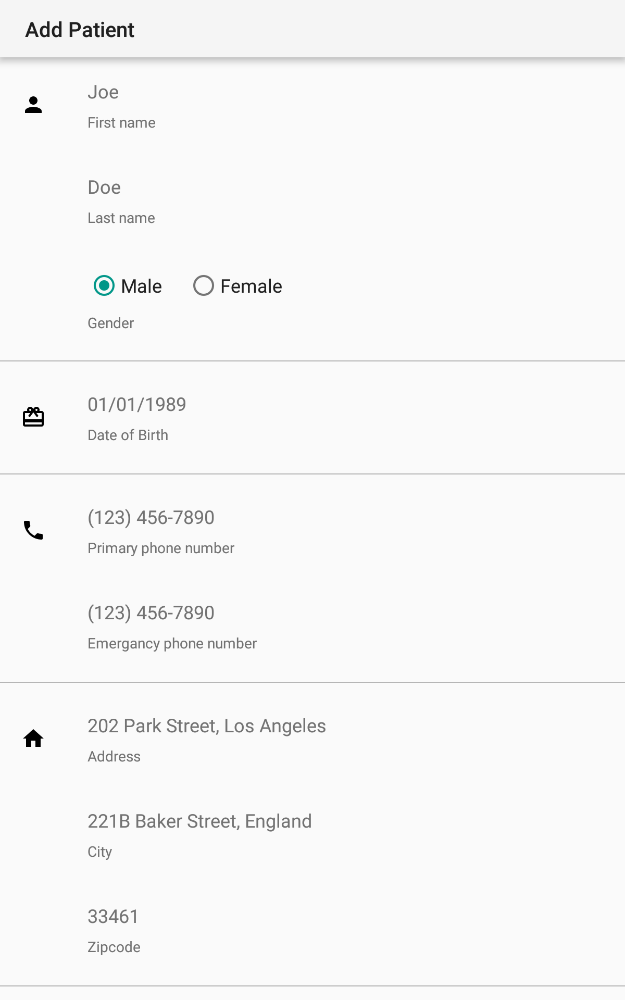 Add Patient
Joe
First name
Doe
Last name
Male Female
Gender
01/01/1989
Date of Birth
(123) 456-7890
Primary phone number
(123) 456-7890
Emergancy phone number
202 Park Street, Los Angeles
Address
221B Baker Street, England
City
33461
Zipcode